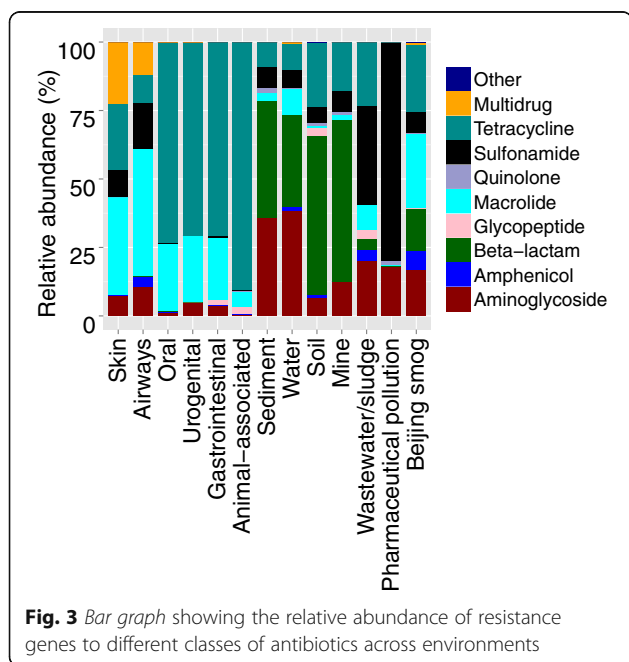 Relative abundance (%)
100
75
50
25
0
Other
Multidrug
Tetracycline
Sulfonamide
Quinolone
Macrolide
Glycopeptide
Beta-lactam
Amphenicol
Aminoglycoside
Skin
Airways
Oral
Urogenital
Gastrointestinal
Animal−associated
Sediment
Water
Soil
Mine
Wastewater/sludge
Pharmaceutical pollution
Beijing smog
Fig. 3 Bar graph showing the relative abundance of resistance
genes to different classes of antibiotics across environments